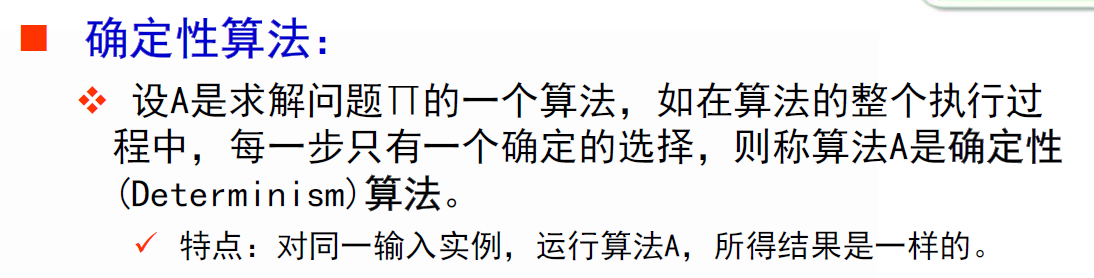 确定性算法：
设A是求解问题∏的一个算法，如在算法的整个执行过
程中，每一步只有一个确定的选择，则称算法A是确定性
(Determinism)算法。
特点：对同一输入实例，运行算法A，所得结果是一样的。